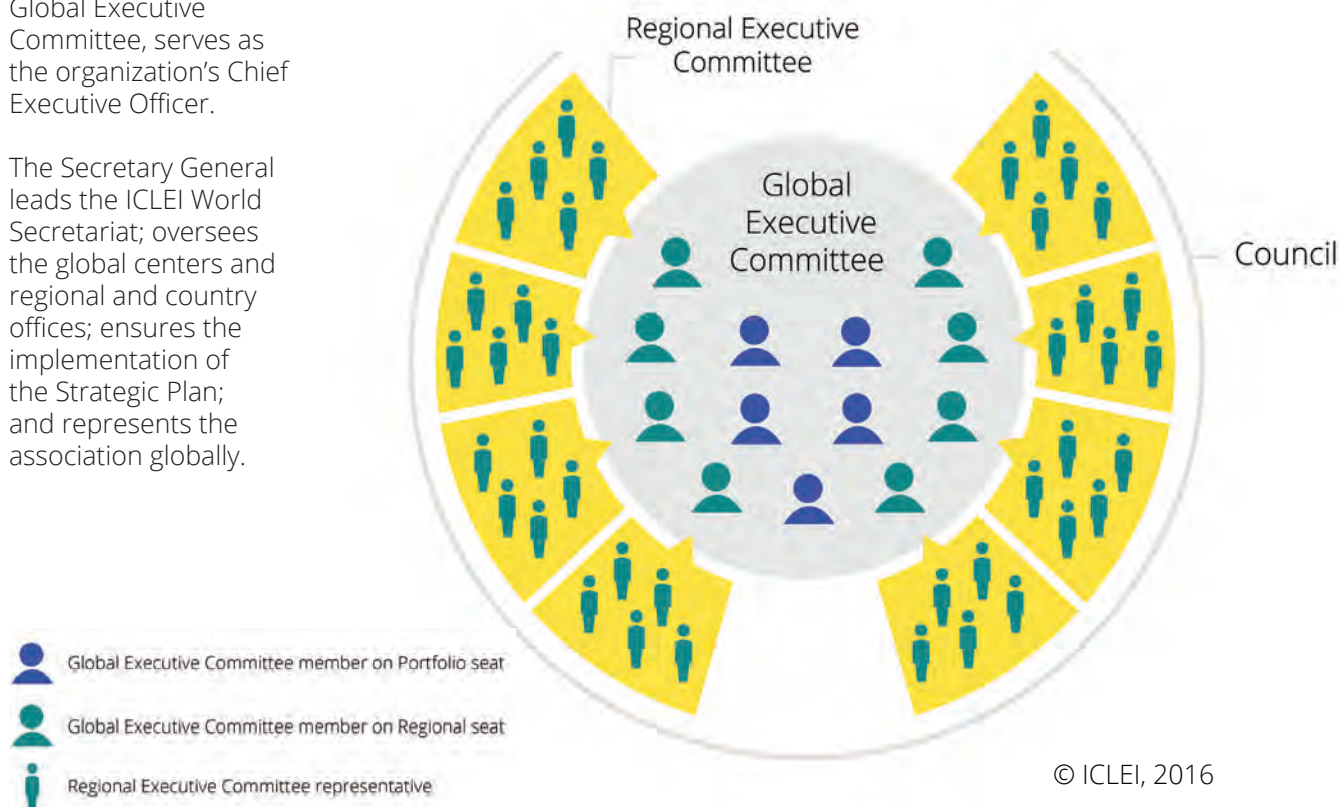 Global Executive
Committee, serves as
the organization’s Chief
Executive Officer.
The Secretary General
leads the ICLEI World
Secretariat; oversees
the global centers and
regional and country
offices; ensures the
implementation of
the Strategic Plan;
and represents the
association globally.
Regional Executive
Committee
Global
Executive
Committee
Council
Global Executive Committee member on Portfolio seat
Global Executive Committee member on Regional seat
Regional Executive Committee representative
© ICLEI, 2016